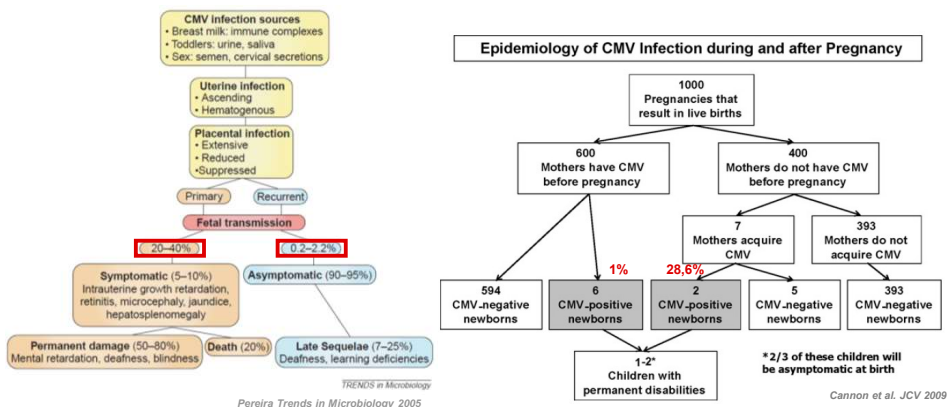 CMV infection sources
• Breast milk: immune complexes
• Toddlers: urine, saliva
• Sex: semen, cervical secretions
Uterine infection
• Ascending
• Hematogenous
Placental infection
• Extensive
• Reduced
•Suppressed
Primary
Recurrent
Fetal transmission
20–40%
0.2–2.2%
Symptomatic (5–10%)
Intrauterine growth retardation,
retinitis, microcephaly, jaundice,
hepatosplenomegaly
Asymptomatic (90–95%)
Permanent damage (50–80%)
Mental retardation, deafness, blindness
Death (20%)
Late Sequelae (7–25%)
Deafness, learning deficiencies
TRENDS in Microbiology
Pereira Trends in Microbiology 2005
Epidemiology of CMV Infection during and after Pregnancy
1000
Pregnancies that
result in live births
600
Mothers have CMV
before pregnancy
400
Mothers do not have CMV
before pregnancy
7
Mothers acquire
CMV
393
Mothers do not
acquire CMV
1%
28,6%
594
CMV-negative
newborns
6
CMV-positive
newborns
2
CMV-positive
newborns
5
CMV-negative
newborns
393
CMV-negative
newborns
1-2*
Children with
permanent disabilities
*2/3 of these children will
be asymptomatic at birth
Cannon et al. JCV 2009